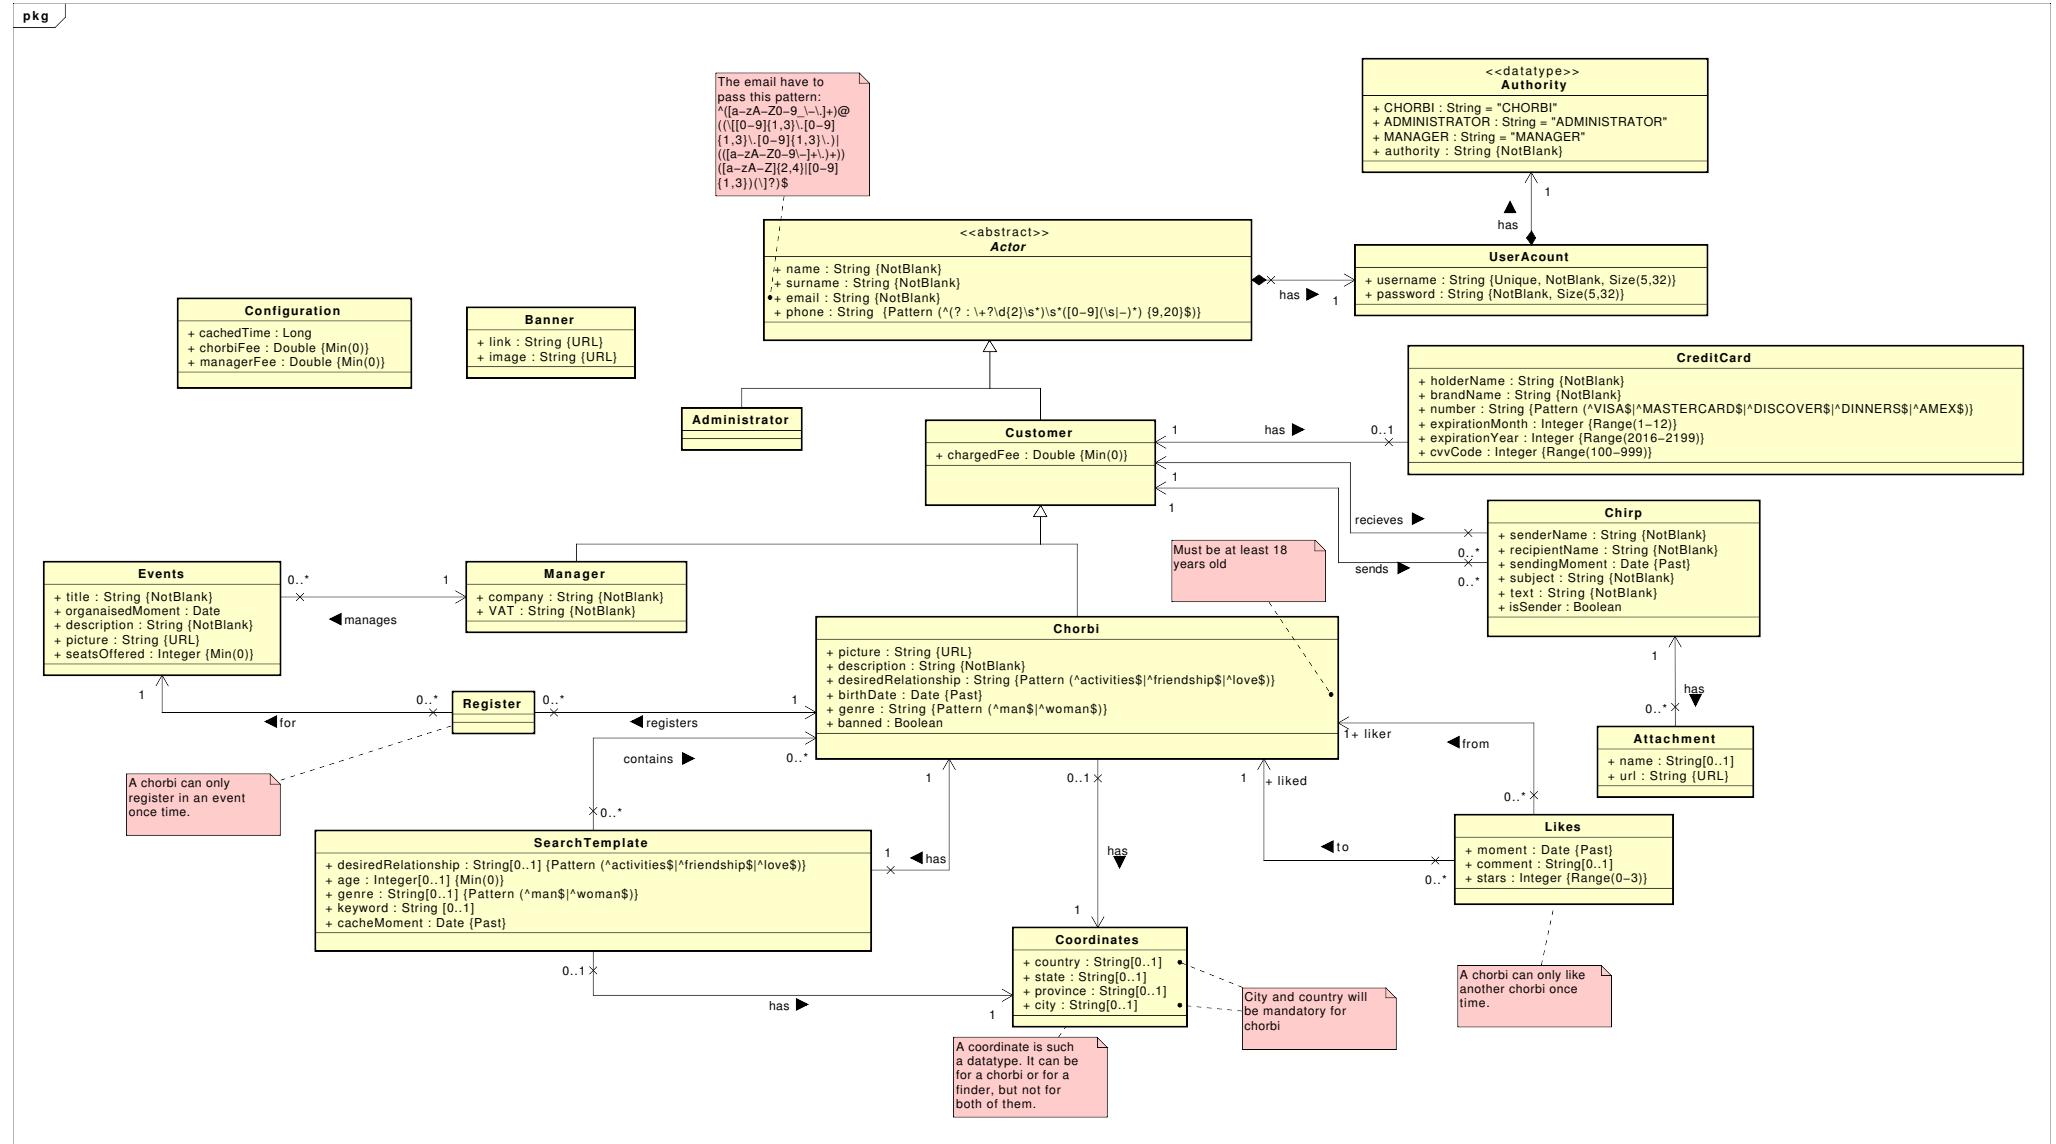 pkg
The email have to
pass this pattern:
^([a-zA-Z0-9_\-\.]+)@
((\[[0-9]{1,3}\.[0-9]
{1,3}\.[0-9]{1,3}\.)|
(([a-zA-Z0-9\-]+\.)+))
([a-zA-Z]{2,4}|[0-9]
{1,3})(\]?)$
<<datatype>>
Authority
+ CHORBI : String = "CHORBI"
+ ADMINISTRATOR : String = "ADMINISTRATOR"
+ MANAGER : String = "MANAGER"
+ authority : String {NotBlank}
1
has
<<abstract>>
Actor
+ name : String {NotBlank}
+ surname : String {NotBlank}
+ email : String {NotBlank}
+ phone : String {Pattern (^(? : \+?\d{2}\s*)\s*([0-9](\s|-)*) {9,20}$)}
has
1
UserAcount
+ username : String {Unique, NotBlank, Size(5,32)}
+ password : String {NotBlank, Size(5,32)}
Configuration
+ cachedTime : Long
+ chorbiFee : Double {Min(0)}
+ managerFee : Double {Min(0)}
Banner
+ link : String {URL}
+ image : String {URL}
Administrator
Customer
+ chargedFee : Double {Min(0)}
1
has
0..1
CreditCard
+ holderName : String {NotBlank}
+ brandName : String {NotBlank}
+ number : String {Pattern (^VISA$|^MASTERCARD$|^DISCOVER$|^DINNERS$|^AMEX$)}
+ expirationMonth : Integer {Range(1-12)}
+ expirationYear : Integer {Range(2016-2199)}
+ cvvCode : Integer {Range(100-999)}
1
recieves
0..*
1
sends
0..*
Chirp
+ senderName : String {NotBlank}
+ recipientName : String {NotBlank}
+ sendingMoment : Date {Past}
+ subject : String {NotBlank}
+ text : String {NotBlank}
+ isSender : Boolean
Must be at least 18
years old
Events
+ title : String {NotBlank}
+ organaisedMoment : Date
+ description : String {NotBlank}
+ picture : String {URL}
+ seatsOffered : Integer {Min(0)}
0..*
1
manages
Manager
+ company : String {NotBlank}
+ VAT : String {NotBlank}
Chorbi
+ picture : String {URL}
+ description : String {NotBlank}
+ desiredRelationship : String {Pattern (^activities$|^friendship$|^love$)}
+ birthDate : Date {Past}
+ genre : String {Pattern (^man$|^woman$)}
+ banned : Boolean
1
has
0..*
1
0..*
for
Register
0..*
1
registers
contains
0..*
0..*
1+ liker
from
0..*
Attachment
+ name : String[0..1]
+ url : String {URL}
A chorbi can only
register in an event
once time.
1
0..1
1
+ liked
SearchTemplate
+ desiredRelationship : String[0..1] {Pattern (^activities$|^friendship$|^love$)}
+ age : Integer[0..1] {Min(0)}
+ genre : String[0..1] {Pattern (^man$|^woman$)}
+ keyword : String [0..1]
+ cacheMoment : Date {Past}
1
has
has
1
to
0..*
Likes
+ moment : Date {Past}
+ comment : String[0..1]
+ stars : Integer {Range(0-3)}
0..1
has
1
Coordinates
+ country : String[0..1]
+ state : String[0..1]
+ province : String[0..1]
+ city : String[0..1]
City and country will
be mandatory for
chorbi
A chorbi can only like
another chorbi once
time.
A coordinate is such
a datatype. It can be
for a chorbi or for a
finder, but not for
both of them.